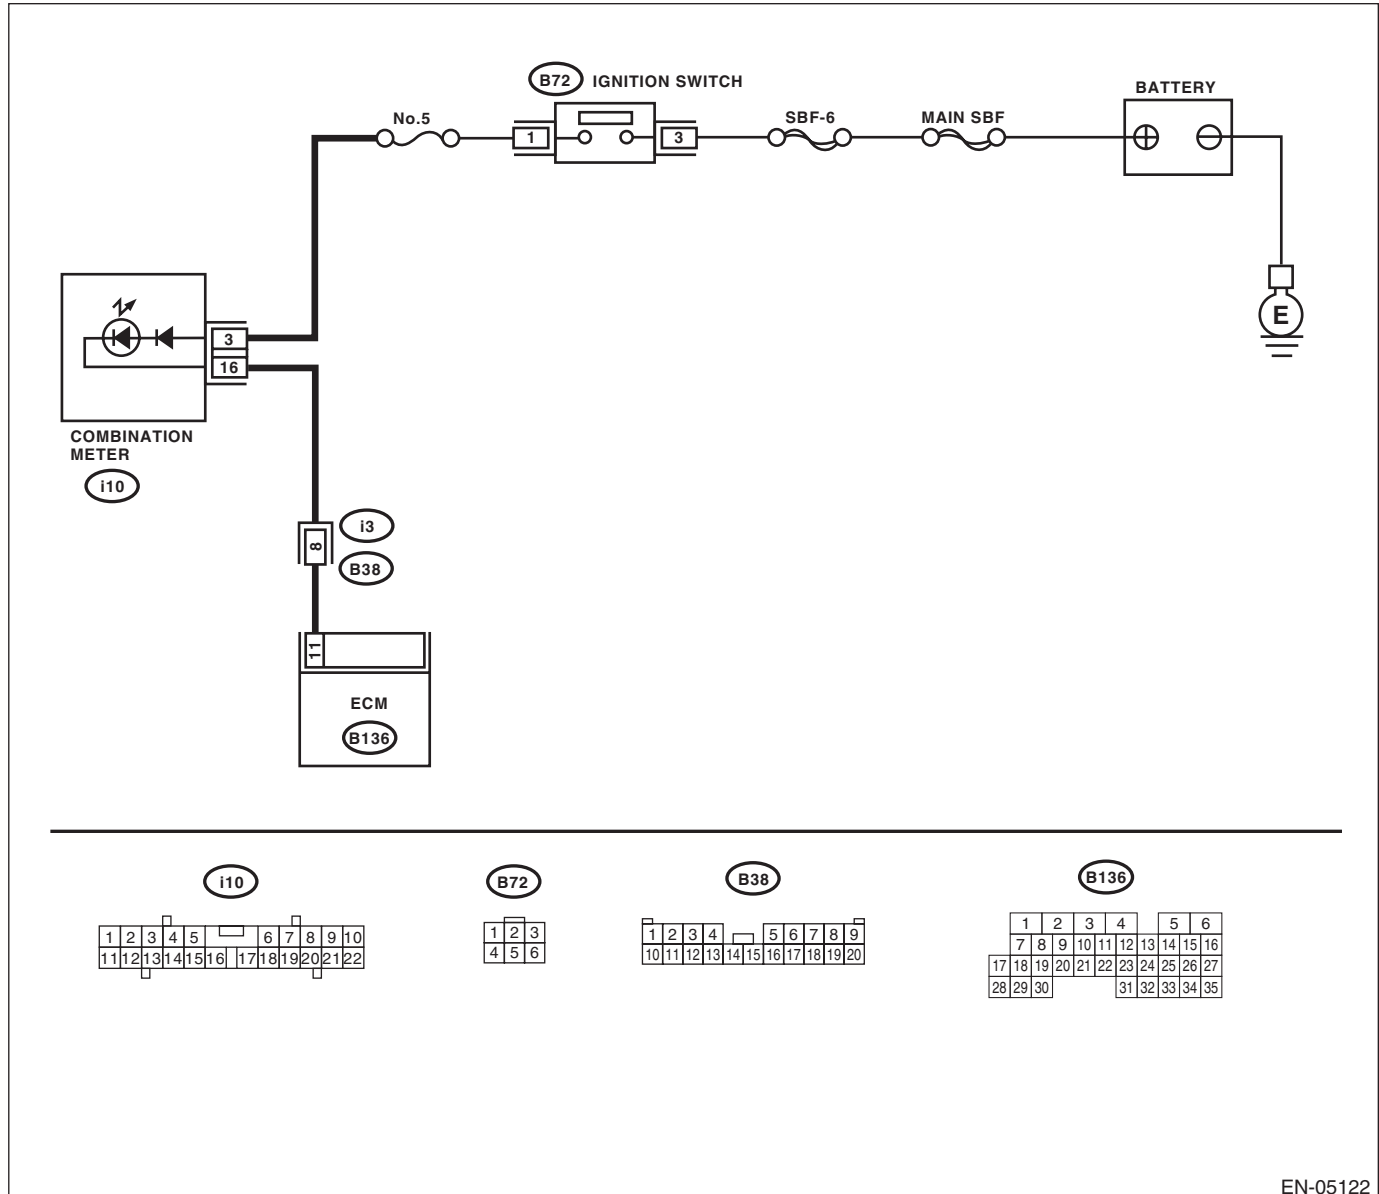 B72 IGNITION SWITCH
BATTERY
No.5
SBF-6
MAIN SBF
1
3
E
3
16
COMBINATION
METER
i10
i3
8
B38
11
ECM
B136
i10
B72
B38
B136
1 2 3 4 5 6 7 8 9 10
11 12 13 14 15 16 17 18 19 20 21 22
1 2 3
4 5 6
1 2 3 4 5 6 7 8 9
10 11 12 13 14 15 16 17 18 19 20
1 2 3 4 5 6
7 8 9 10 11 12 13 14 15 16
17 18 19 20 21 22 23 24 25 26 27
28 29 30 31 32 33 34 35
EN-05122